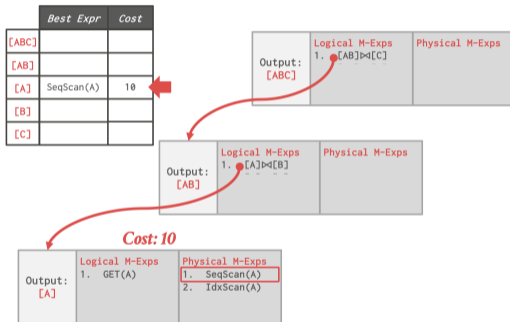 Best Expr Cost
[ABC]
[AB]
[A] SeqScan(A) 10
[B]
[C]
Output:
[ABC]
Logical M-Exps
1. [AB]⋈[C]
Physical M-Exps
Output:
[AB]
Logical M-Exps
1. [A]⋈[B]
Physical M-Exps
Cost: 10
Output:
[A]
Logical M-Exps
1. GET(A)
Physical M-Exps
1. SeqScan(A)
2. IdxScan(A)